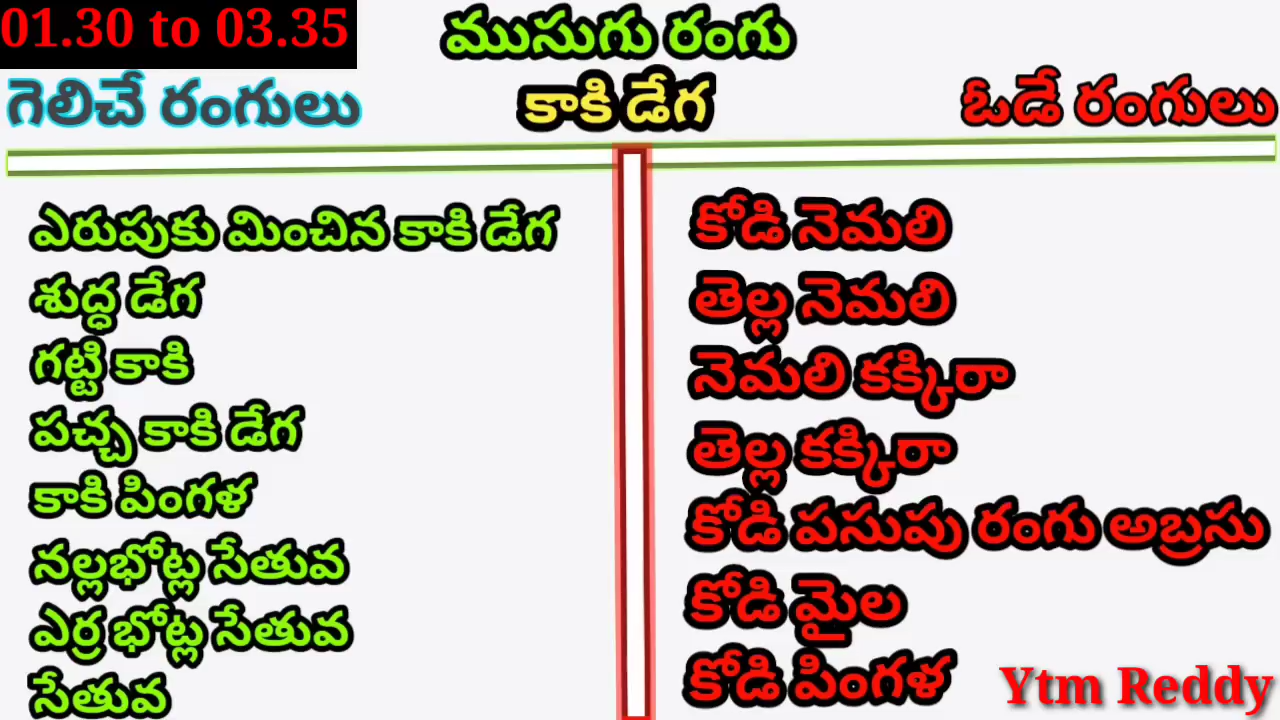 01.30 to 03.35
ముసుగు రంగు
గెలిచే రంగులు
కాకి డేగ
ఓడే రంగులు
ఎరుపుకు మించిన కాకి డేగ
శుద్ధ డేగ
గట్టి కాకి
పచ్చ కాకి డేగ
కాకి పింగళ
నల్లభోట్ల సేతువ
ఎర్ర భోట్ల సేతువ
సేతువ
కోడి నెమలి
తెల్ల నెమలి
నెమలి కక్కిరా
తెల్ల కక్కిరా
కోడి పసుపు రంగు అబ్రసు
కోడి మైల
కోడి పింగళ
Ytm Reddy